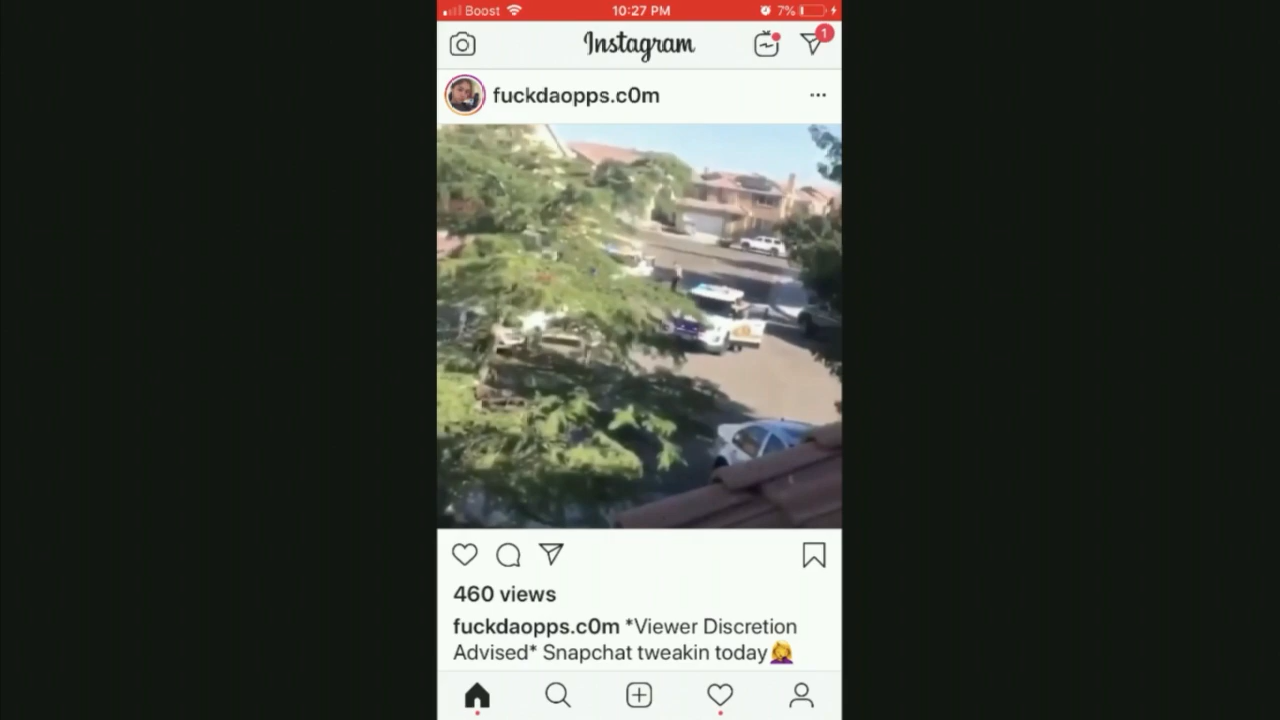 Boost 10:27 PM 7%
Instagram 1
fuckdaopps.c0m
460 views
fuckdaopps.c0m *Viewer Discretion
Advised* Snapchat tweakin today🤦‍♀️